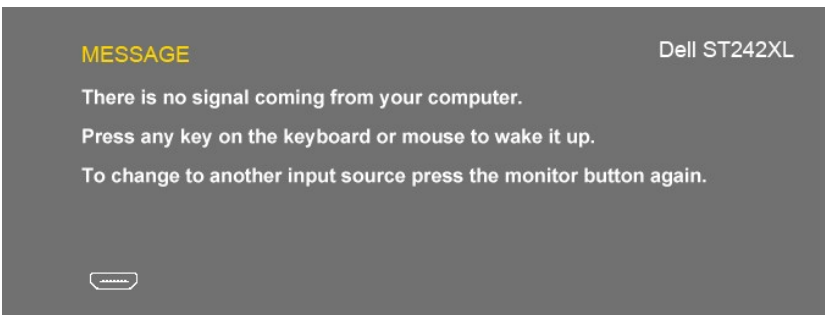 MESSAGE
Dell ST242XL
There is no signal coming from your computer.
Press any key on the keyboard or mouse to wake it up.
To change to another input source press the monitor button again.